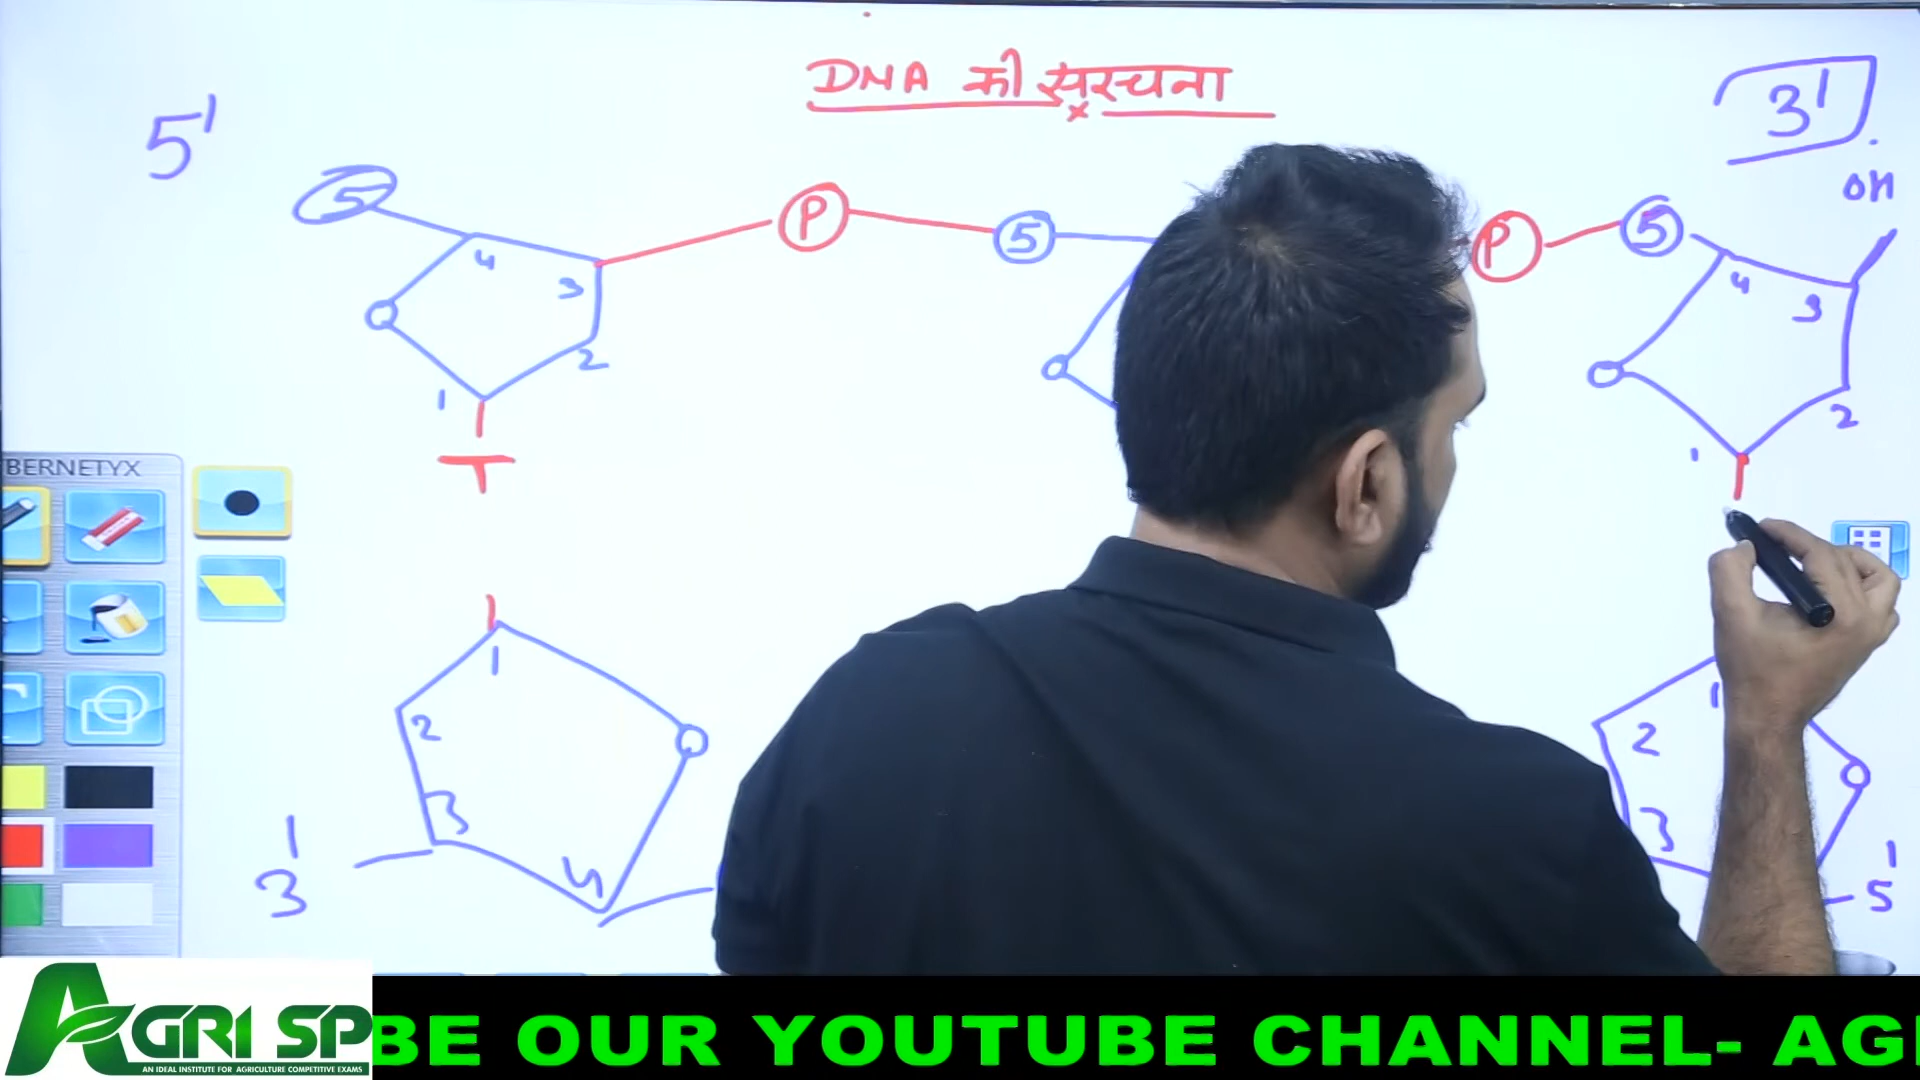 DNA की संरचना
5'
3'
OH
5 4 3 2 1 T
P
5
P
5 4 3 2 1
BERNETYX
1 2 3 4
3'
1 2 3
5'
AGRI SP
AN IDEAL INSTITUTE FOR AGRICULTURE COMPETITIVE EXAMS
BE OUR YOUTUBE CHANNEL- AG